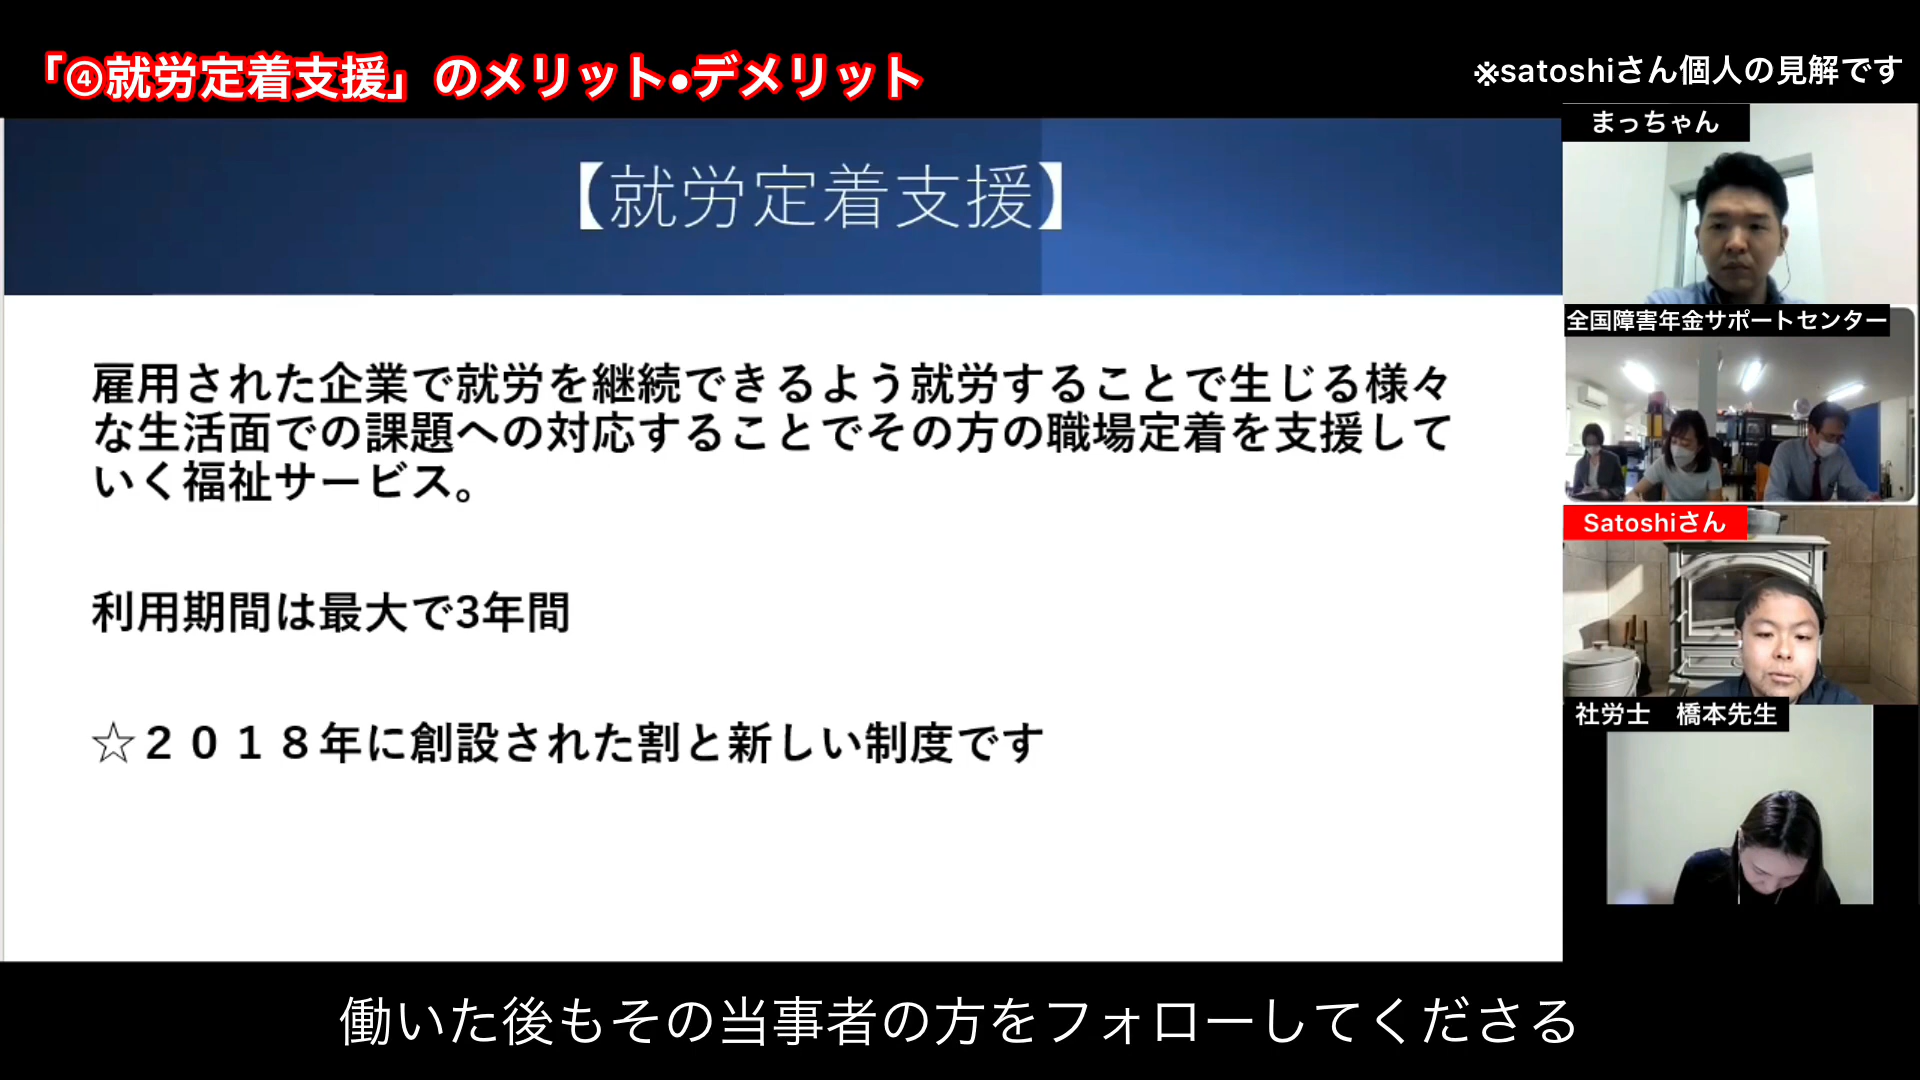 「④就労定着支援」のメリット・デメリット
※satoshiさん個人の見解です
まっちゃん
【就労定着支援】
全国障害年金サポートセンター
雇用された企業で就労を継続できるよう就労することで生じる様々
な生活面での課題への対応することでその方の職場定着を支援して
いく福祉サービス。
Satoshiさん
利用期間は最大で3年間
社労士　橋本先生
☆２０１８年に創設された割と新しい制度です
働いた後もその当事者の方をフォローしてくださる